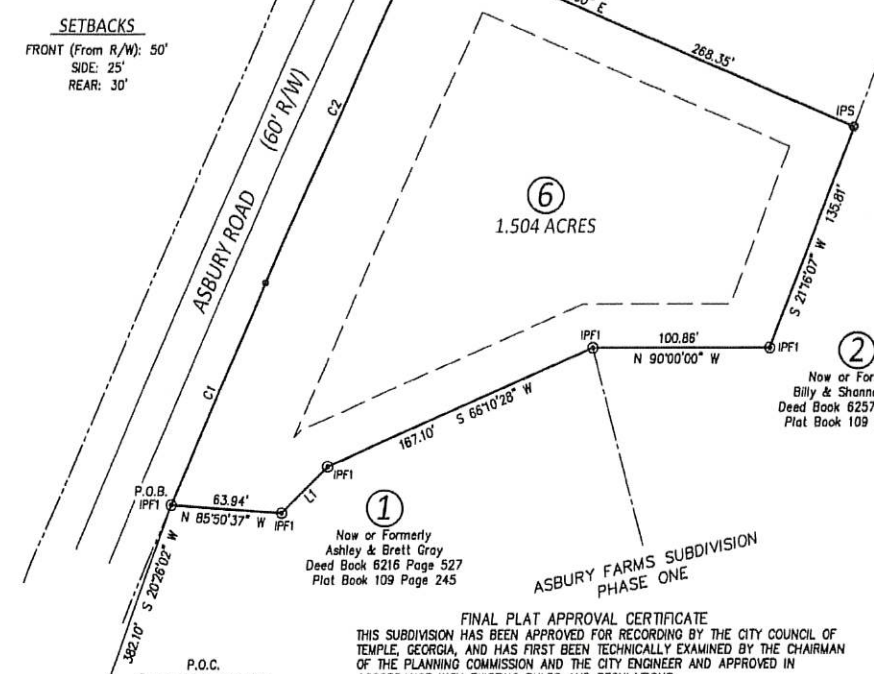 SETBACKS
FRONT (From R/W): 50'
SIDE: 25'
REAR: 30'
E
268.35'
IPS
C2
(60' R/W)
ASBURY ROAD
6
1.504 ACRES
S 21°16'07" W 135.81'
100.86'
IPF1
IPF1
N 90°00'00" W
2
Now or
Billy &
Deed Book 6257
Plat Book 109
C1
167.10' S 66°10'28" W
IPF1
L1
P.O.B.
IPF1
63.94'
N 85°50'37" W
IPF1
1
Now or Formerly
Ashley & Brett Gray
Deed Book 6216 Page 527
Plat Book 109 Page 245
382.10' S 20°26'02" W
ASBURY FARMS SUBDIVISION
PHASE ONE
P.O.C.
FINAL PLAT APPROVAL CERTIFICATE
THIS SUBDIVISION HAS BEEN APPROVED FOR RECORDING BY THE CITY COUNCIL OF
TEMPLE, GEORGIA, AND HAS FIRST BEEN TECHNICALLY EXAMINED BY THE CHAIRMAN
OF THE PLANNING COMMISSION AND THE CITY ENGINEER AND APPROVED IN